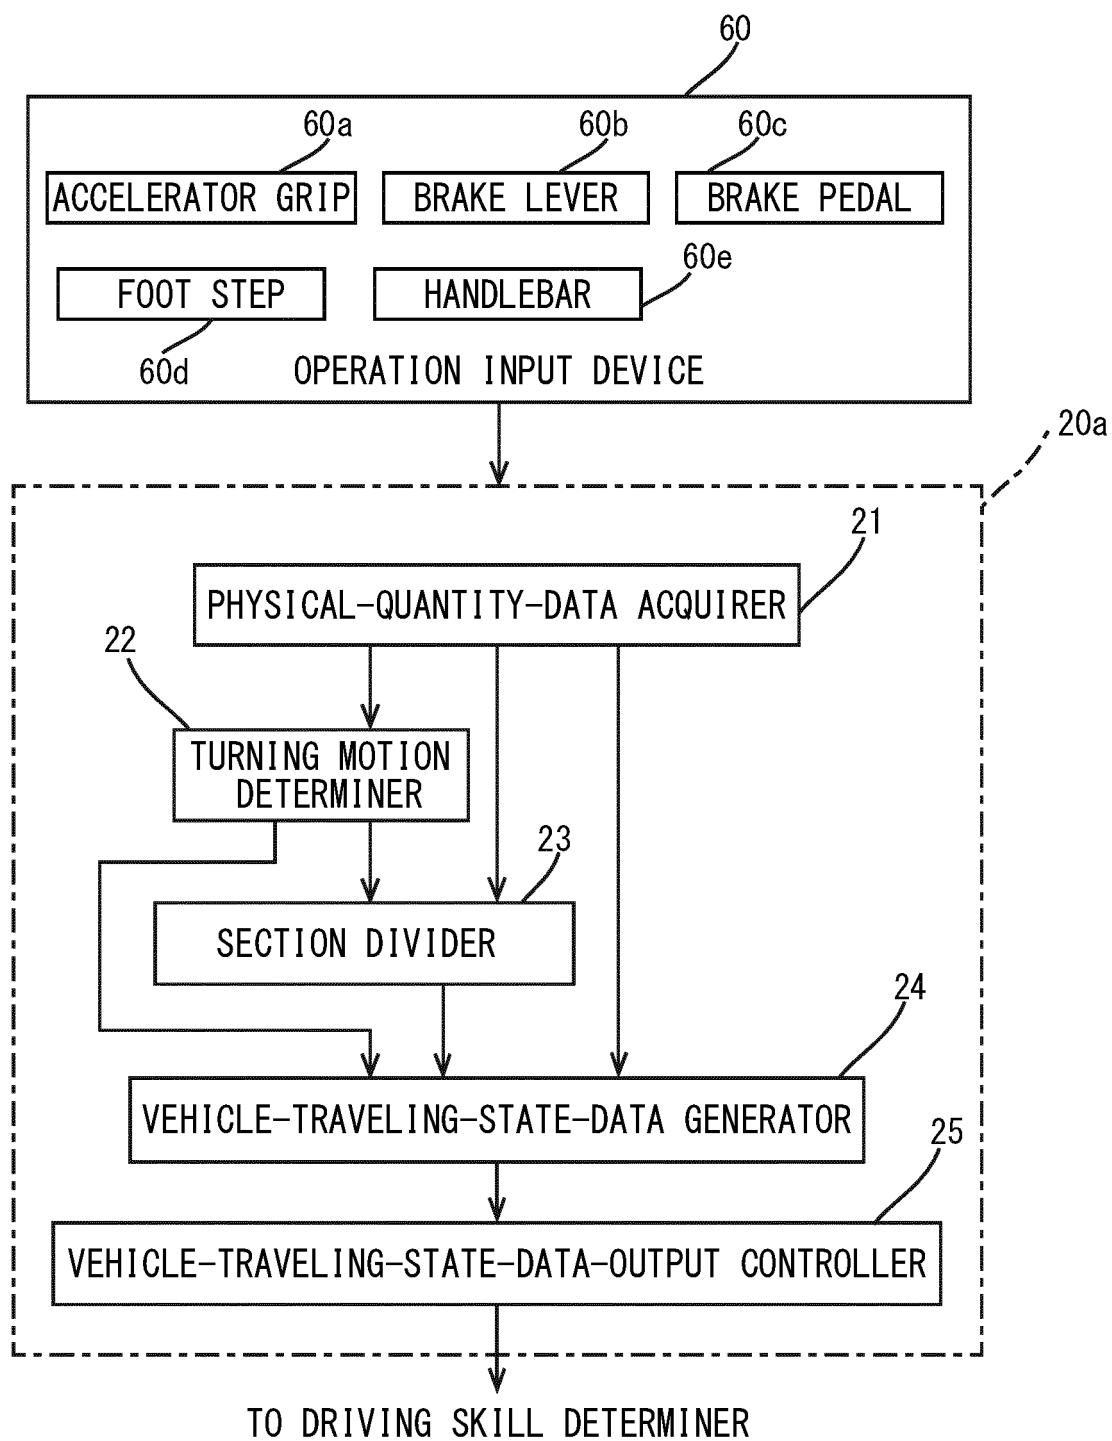 60
60a
60b
60c
ACCELERATOR GRIP
BRAKE LEVER
BRAKE PEDAL
60e
FOOT STEP
HANDLEBAR
60d
OPERATION INPUT DEVICE
20a
21
PHYSICAL-QUANTITY-DATA ACQUIRER
22
TURNING MOTION
DETERMINER
23
SECTION DIVIDER
24
VEHICLE-TRAVELING-STATE-DATA GENERATOR
25
VEHICLE-TRAVELING-STATE-DATA-OUTPUT CONTROLLER
TO DRIVING SKILL DETERMINER